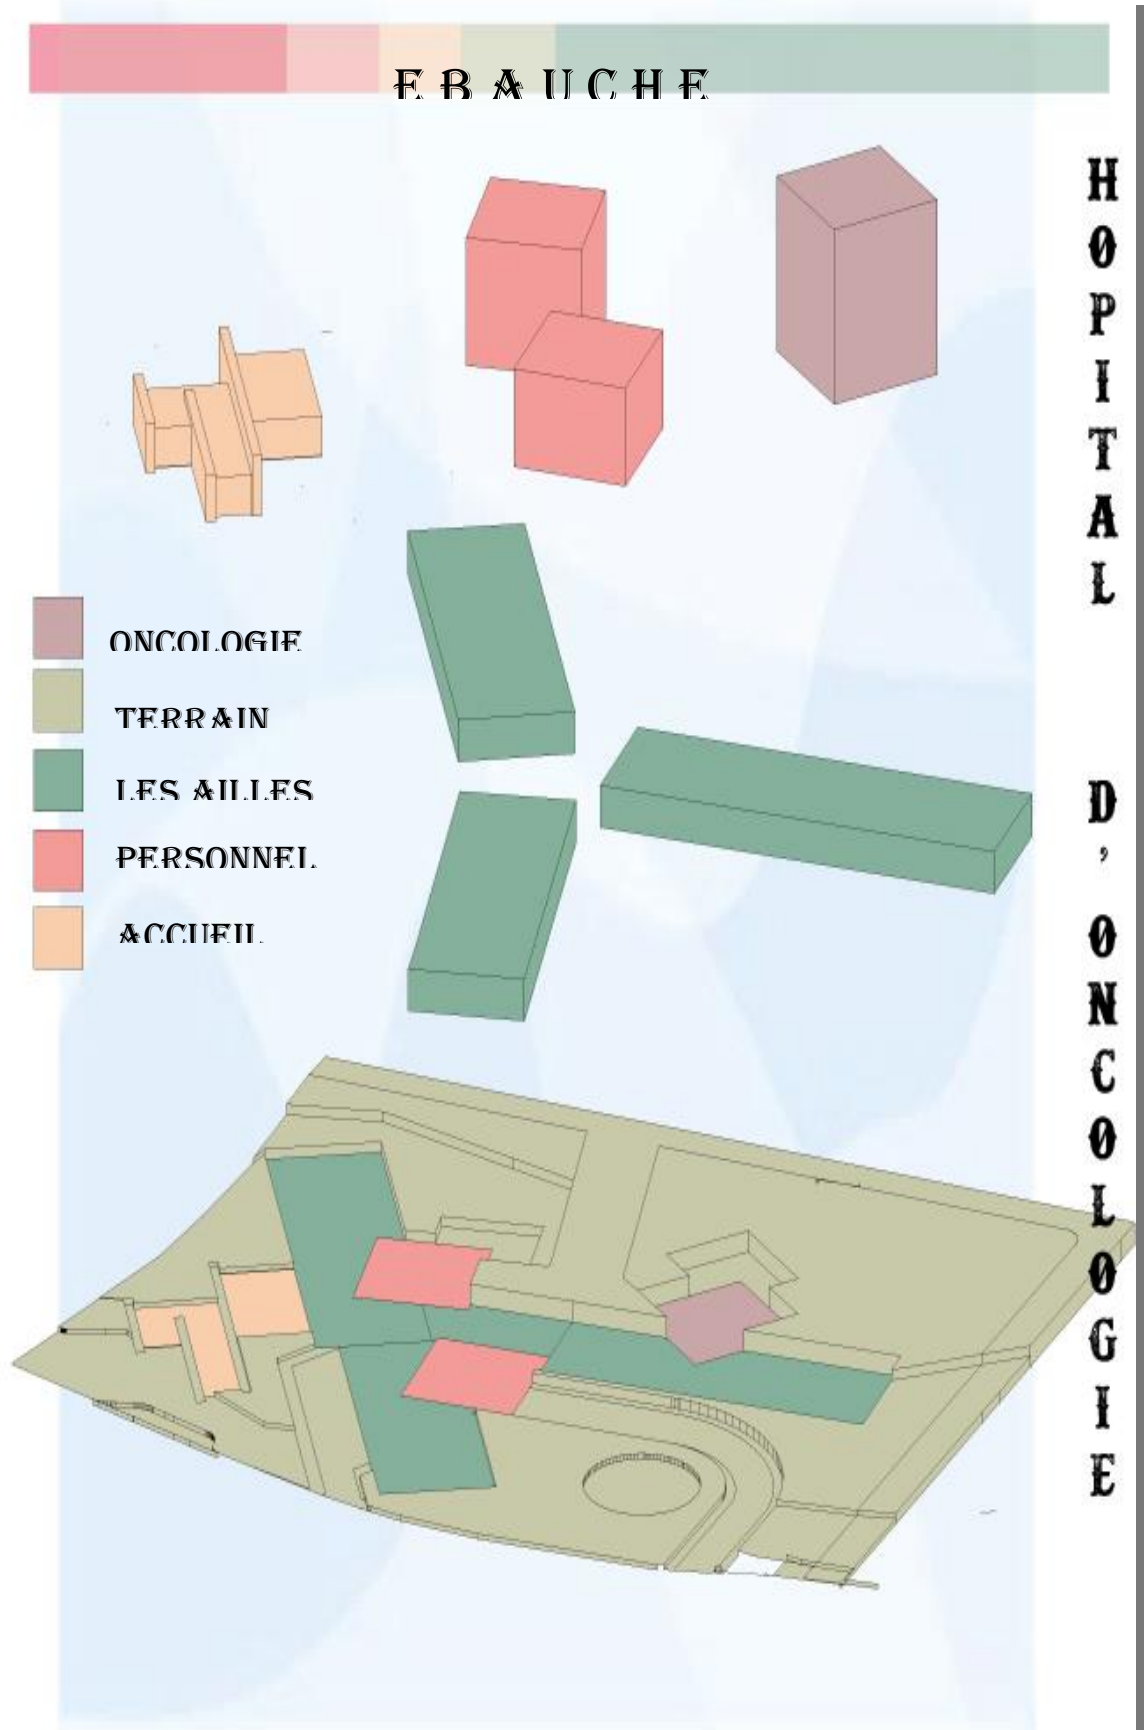 EBAUCHE
HOPITAL D'ONCOLOGIE
ONCOLOGIE
TERRAIN
LES AILLES
PERSONNEL
ACCUEIL